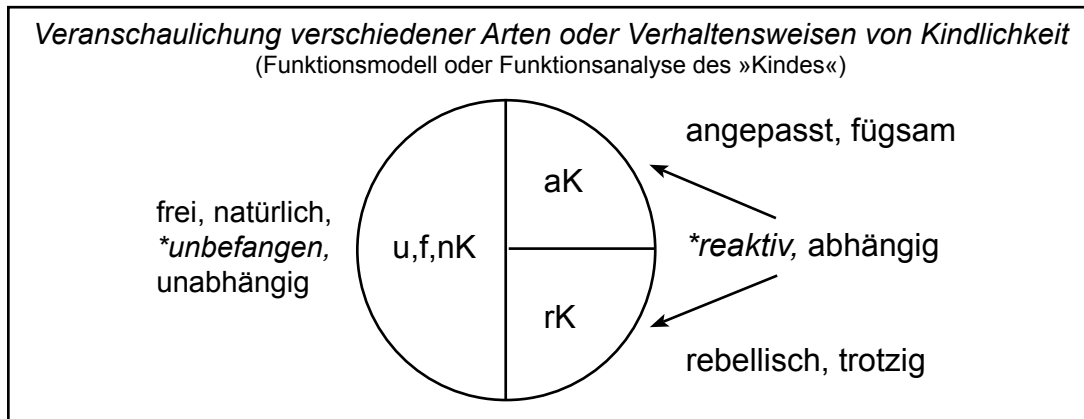 Veranschaulichung verschiedener Arten oder Verhaltensweisen von Kindlichkeit
(Funktionsmodell oder Funktionsanalyse des »Kindes«)
frei, natürlich,
*unbefangen,
unabhängig
u,f,nK
aK
rK
angepasst, fügsam
*reaktiv, abhängig
rebellisch, trotzig